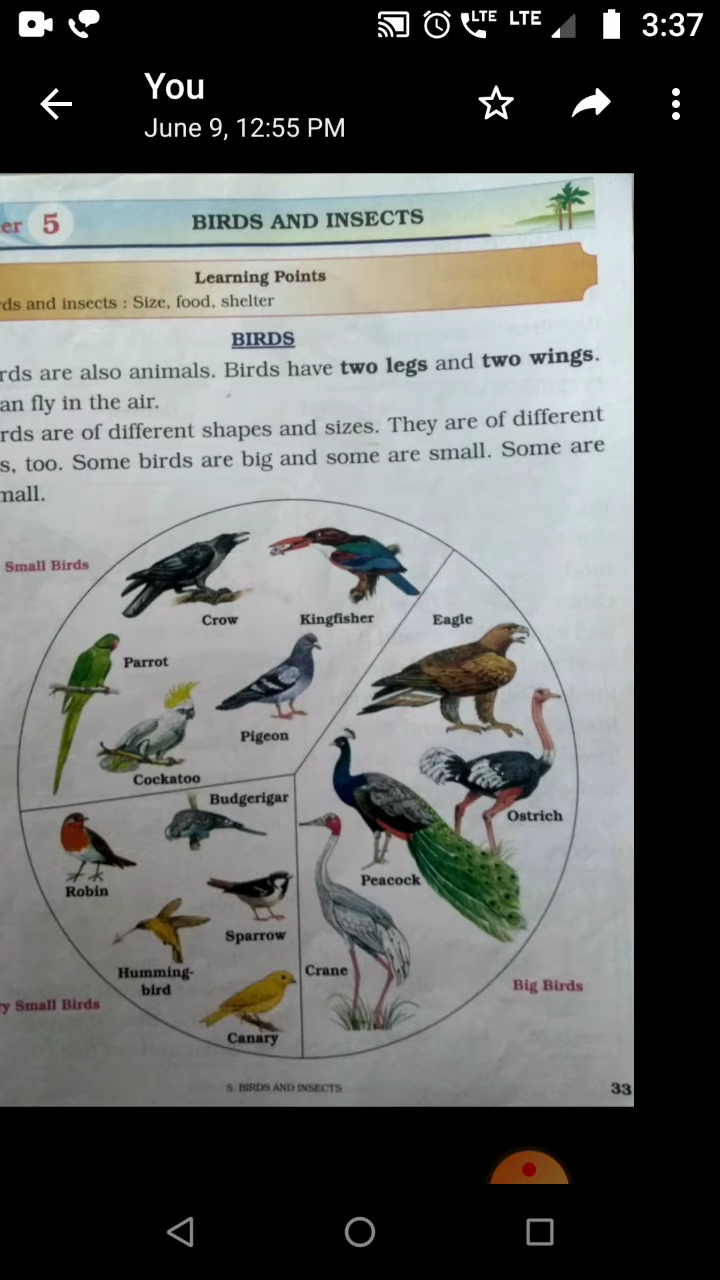 LTE LTE 3:37
You
June 9, 12:55 PM
er 5 BIRDS AND INSECTS
Learning Points
rds and insects : Size, food, shelter
BIRDS
rds are also animals. Birds have two legs and two wings.
an fly in the air.
rds are of different shapes and sizes. They are of different
s, too. Some birds are big and some are small. Some are
mall.
Small Birds
Crow
Kingfisher
Parrot
Pigeon
Cockatoo
Eagle
Ostrich
Peacock
Crane
Big Birds
Budgerigar
Robin
Sparrow
Humming-
bird
Canary
y Small Birds
5. BIRDS AND INSECTS
33